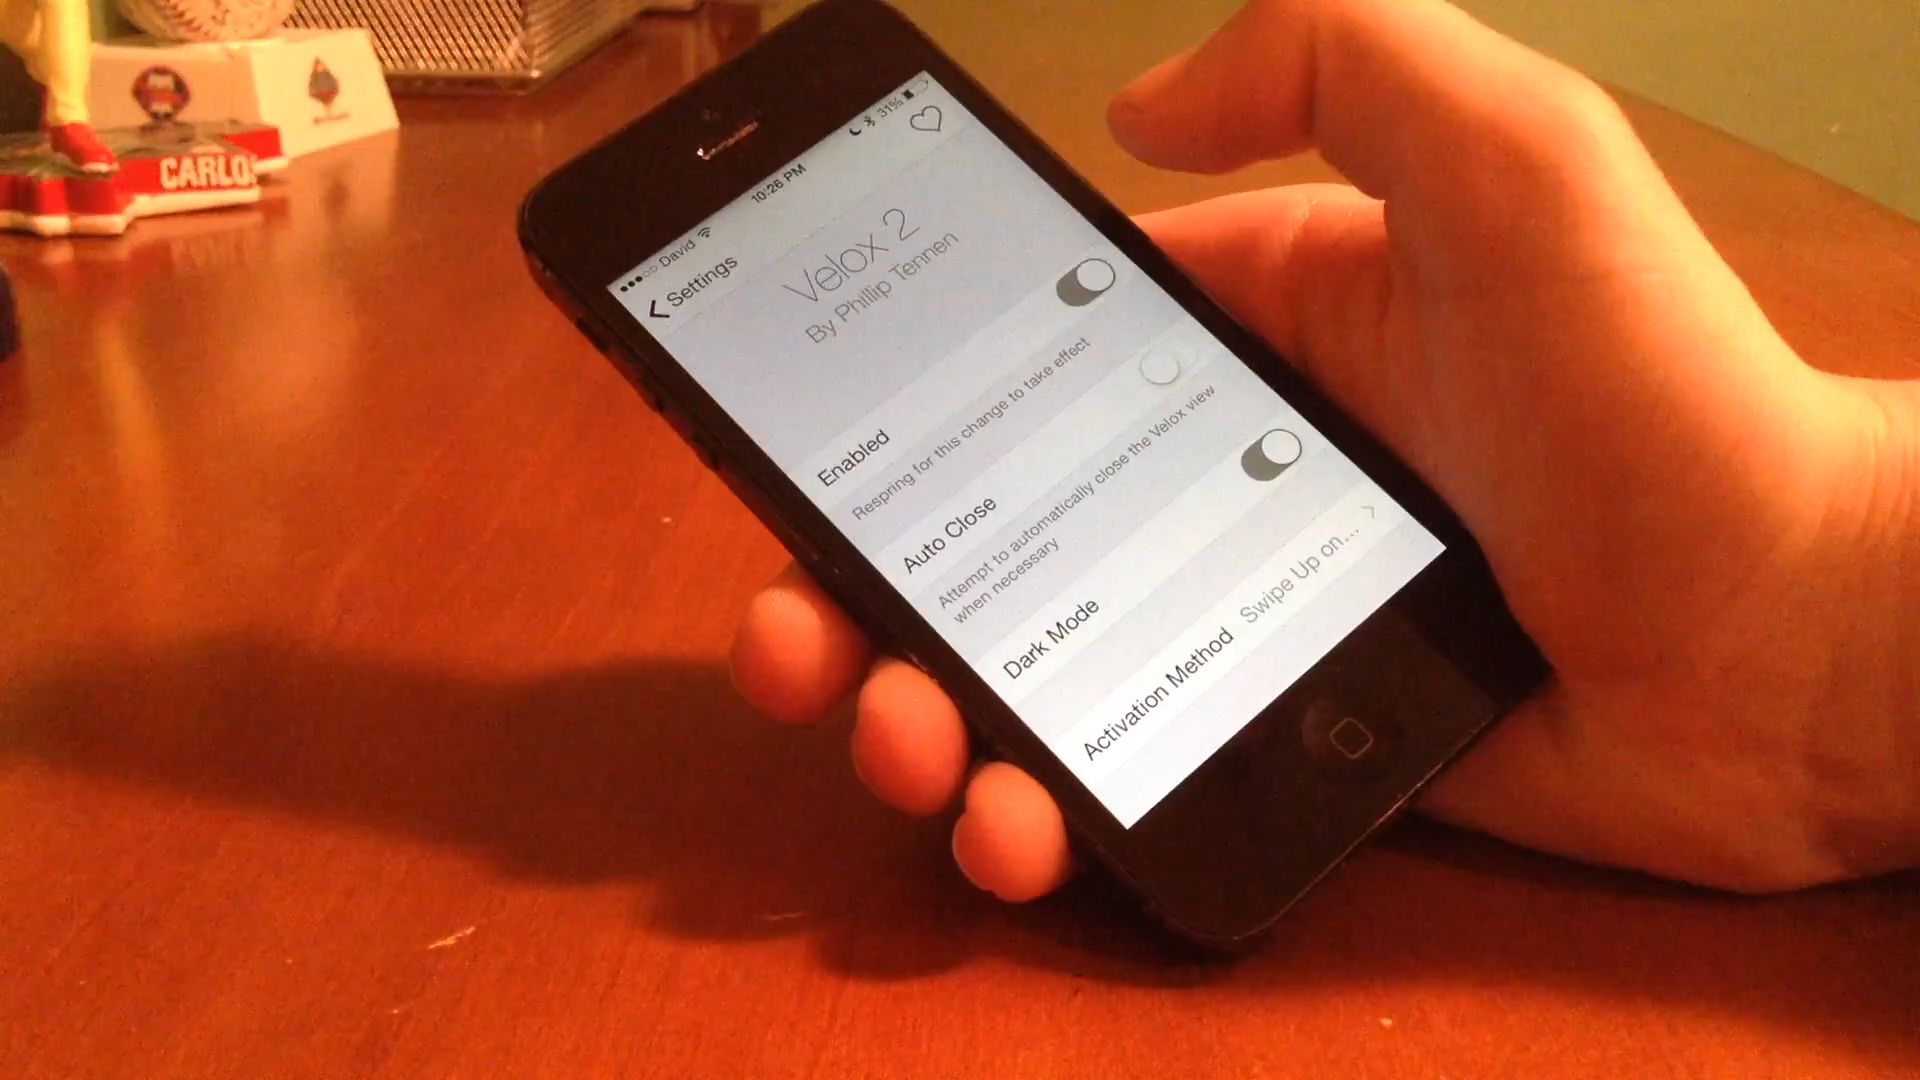 CARLOS
David
10:26 PM
31%
Settings
Velox 2
By Phillip Tennen
Enabled
Respring for this change to take effect
Auto Close
Attempt to automatically close the Velox view
when necessary
Dark Mode
Activation Method Swipe Up on...